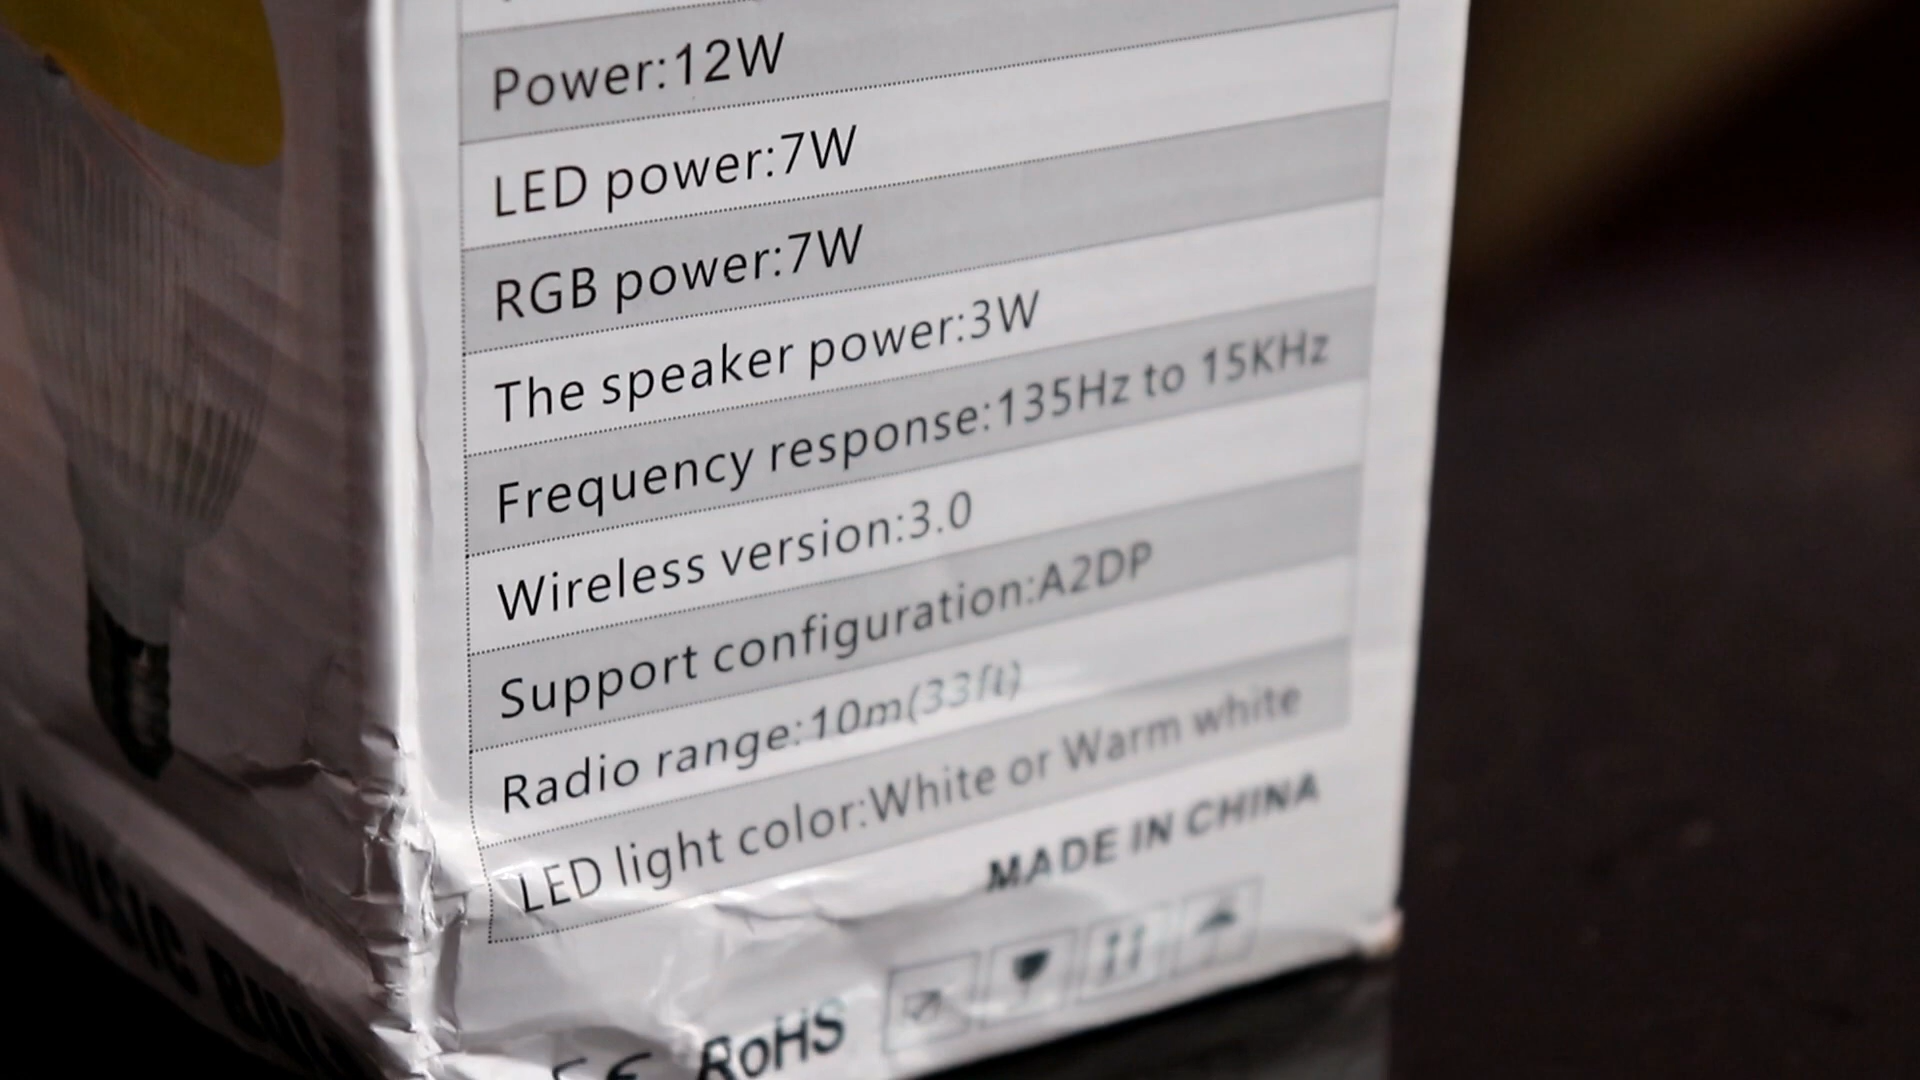 Power:12W
LED power:7W
RGB power:7W
The speaker power:3W
Frequency response:135Hz to 15KHz
Wireless version:3.0
Support configuration:A2DP
Radio range:10m(33ft)
LED light color:White or Warm white
MADE IN CHINA
CE RoHS
MUSIC